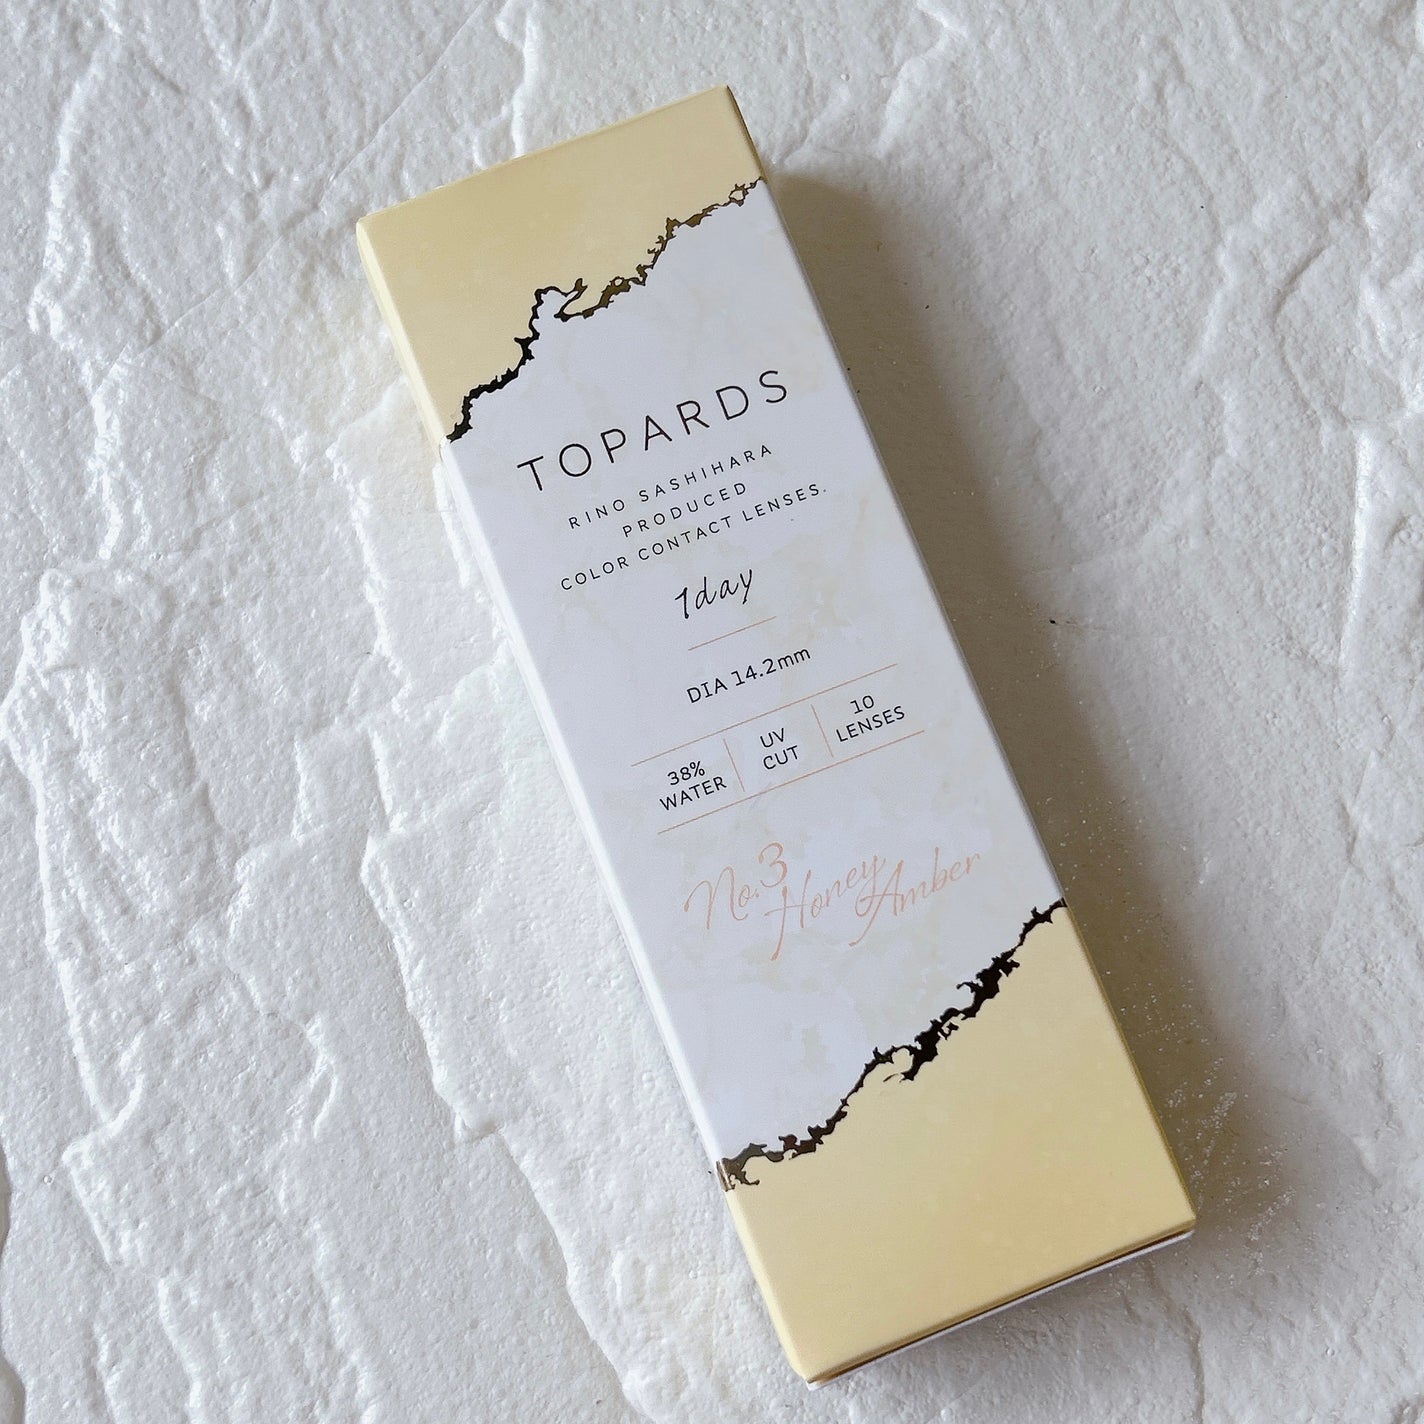 TOPARDS
RINO SASHIHARA
PRODUCED
COLOR CONTACT LENSES.
1day
DIA 14.2mm
38%
WATER
UV
CUT
10
LENSES
No.3
Honey
Amber